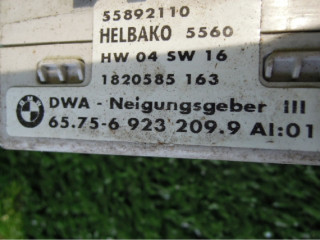 55892110
HELBAKO 5560
HW 04 SW 16
1820585 163
DWA - Neigungsgeber III
65.75-6 923 209.9 AI:01